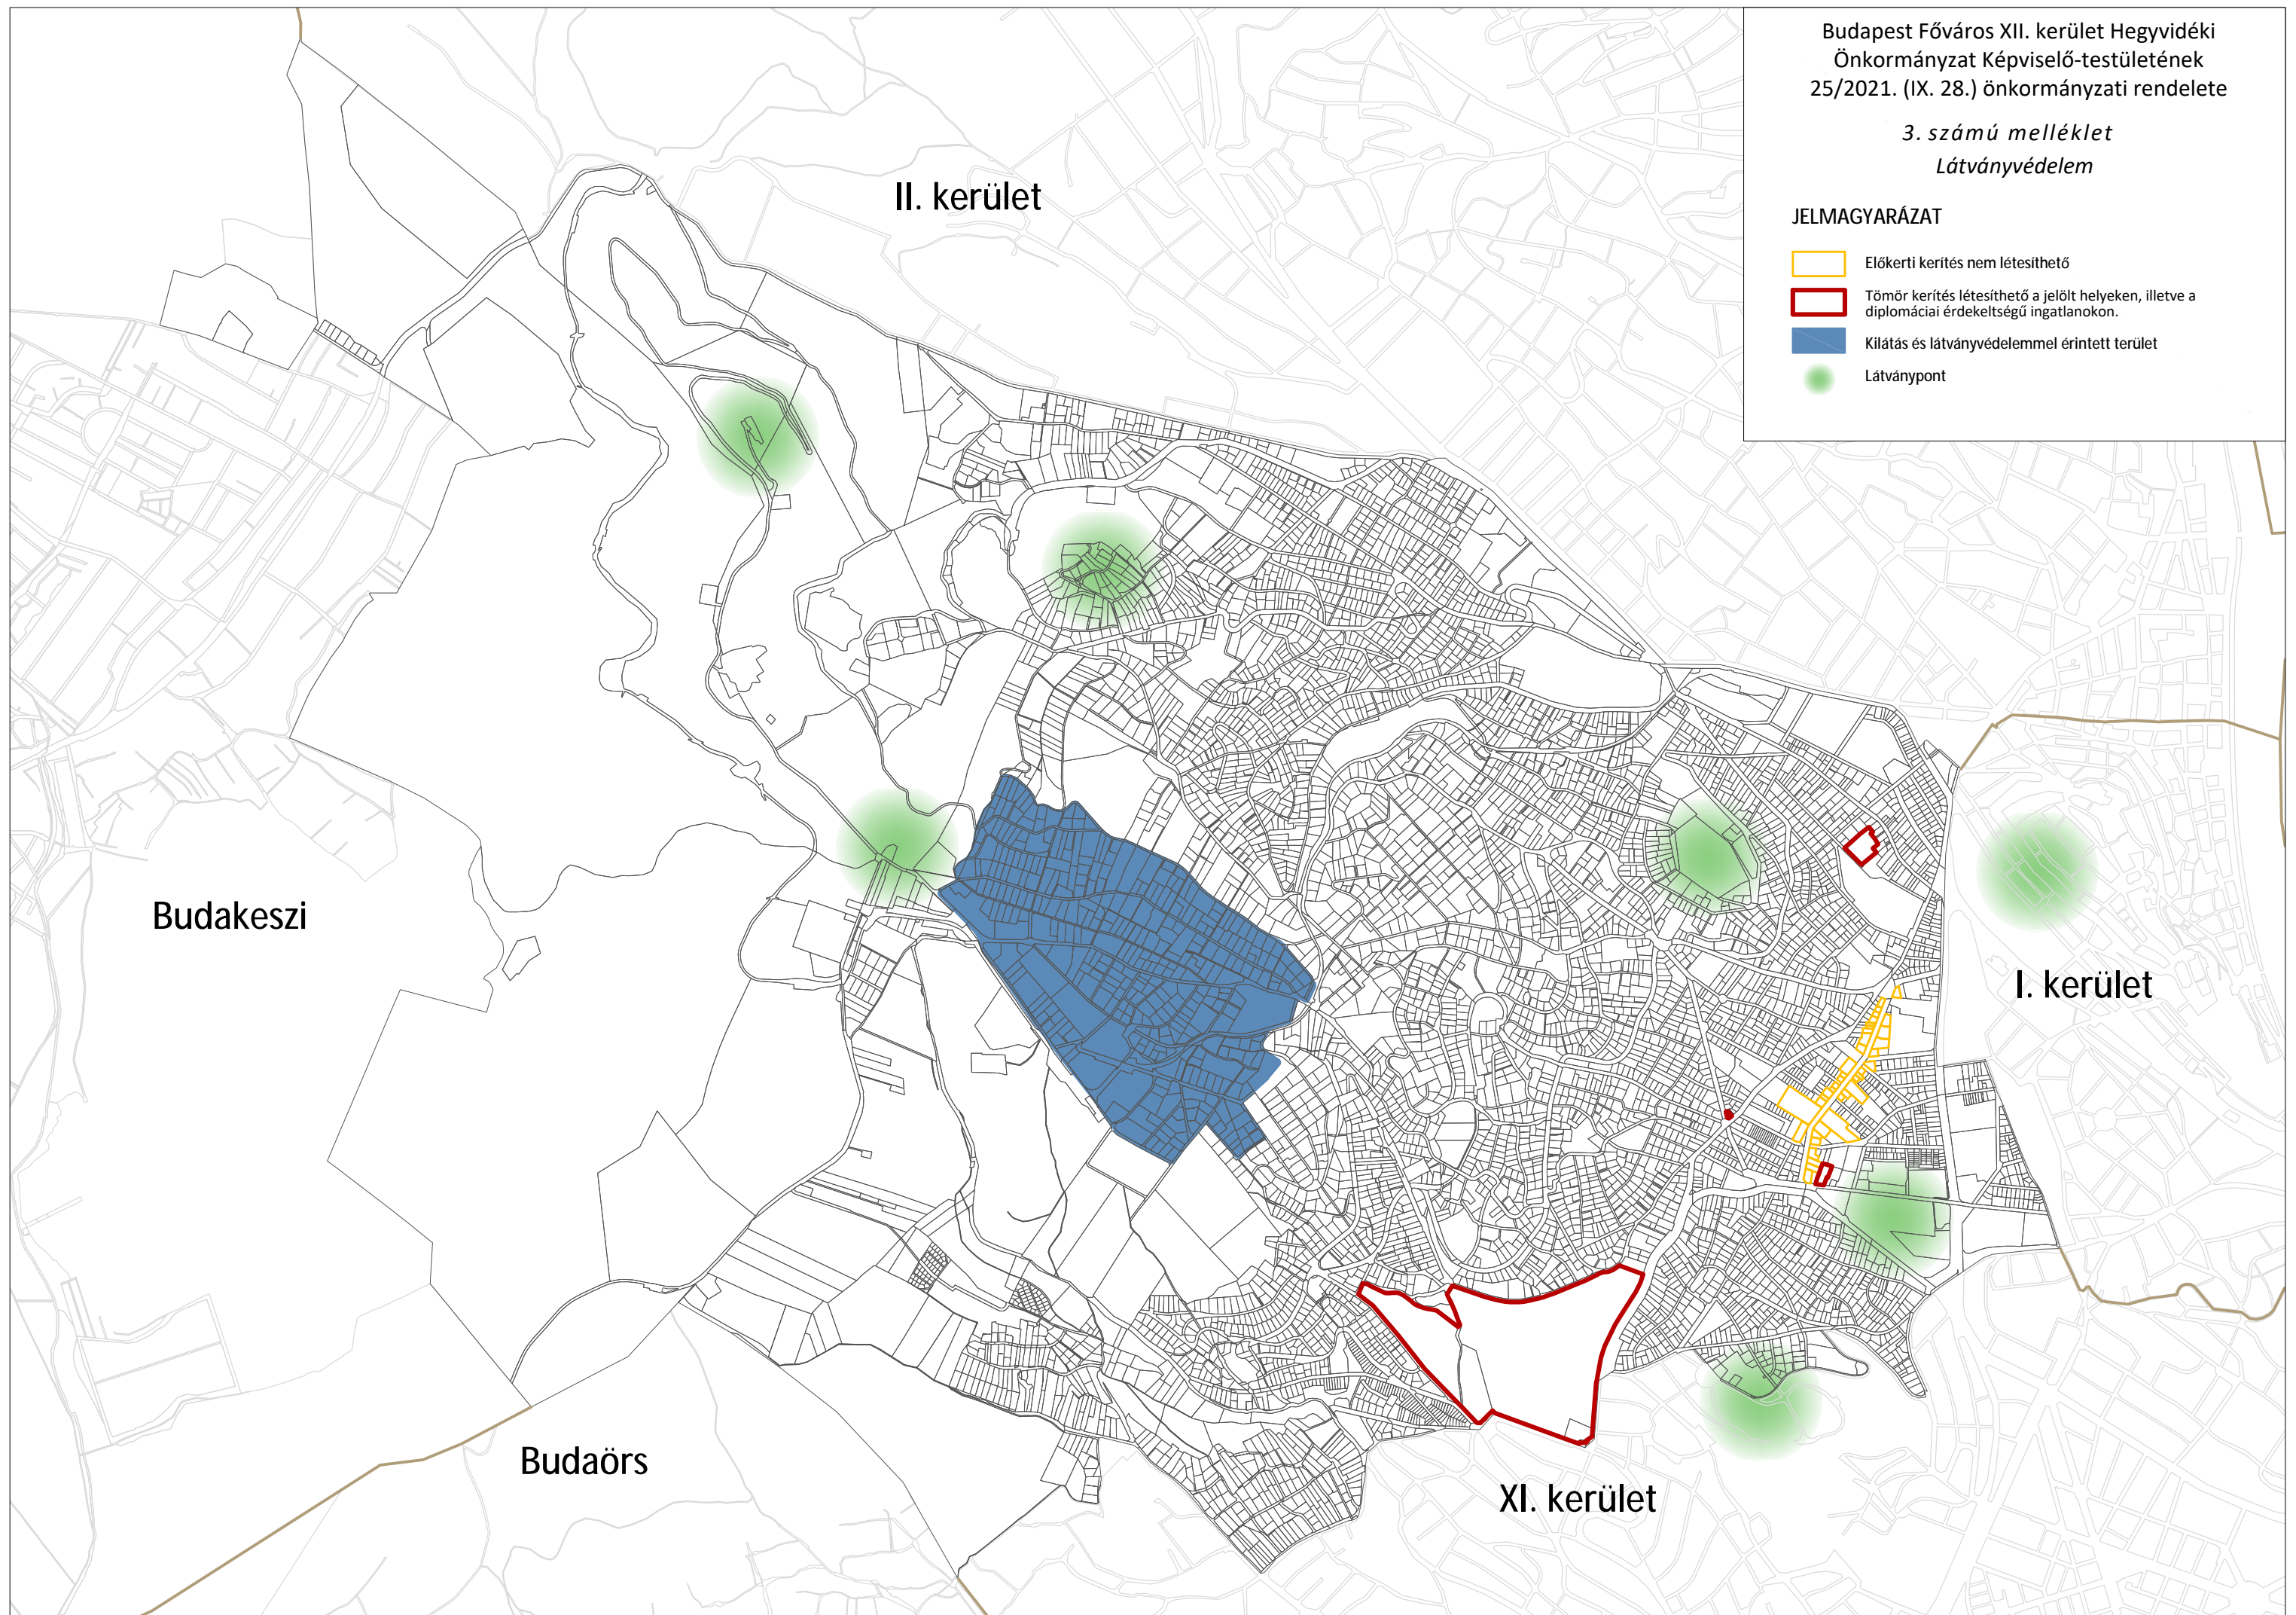 Budapest Főváros XII. kerület Hegyvidéki
Önkormányzat Képviselő-testületének
25/2021. (IX. 28.) önkormányzati rendelete
3. számú melléklet
Látványvédelem
JELMAGYARÁZAT
Előkerti kerítés nem létesíthető
Tömör kerítés létesíthető a jelölt helyeken, illetve a
diplomáciai érdekeltségű ingatlanokon.
Kilátás és látványvédelemmel érintett terület
Látványpont
II. kerület
Budakeszi
I. kerület
Budaörs
XI. kerület